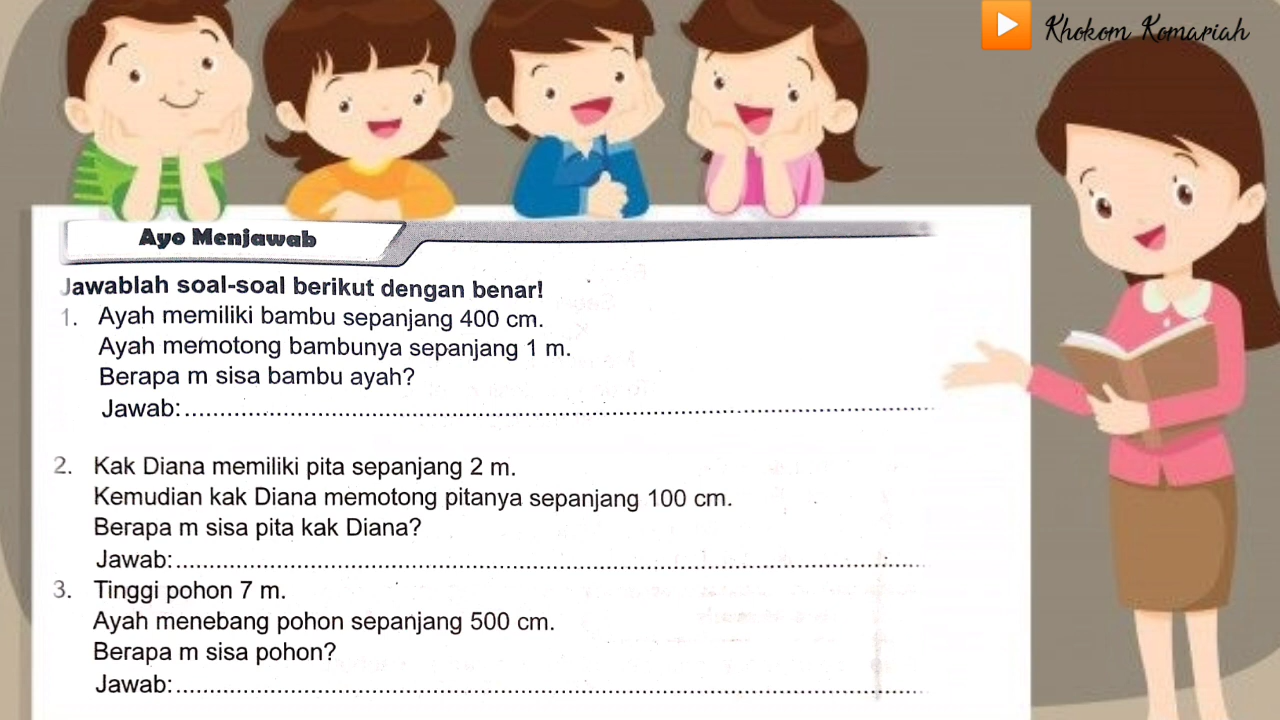 Khokom Komariah
Ayo Menjawab
Jawablah soal-soal berikut dengan benar!
1. Ayah memiliki bambu sepanjang 400 cm.
Ayah memotong bambunya sepanjang 1 m.
Berapa m sisa bambu ayah?
Jawab:....................................................................................................
2. Kak Diana memiliki pita sepanjang 2 m.
Kemudian kak Diana memotong pitanya sepanjang 100 cm.
Berapa m sisa pita kak Diana?
Jawab:....................................................................................................
3. Tinggi pohon 7 m.
Ayah menebang pohon sepanjang 500 cm.
Berapa m sisa pohon?
Jawab:....................................................................................................